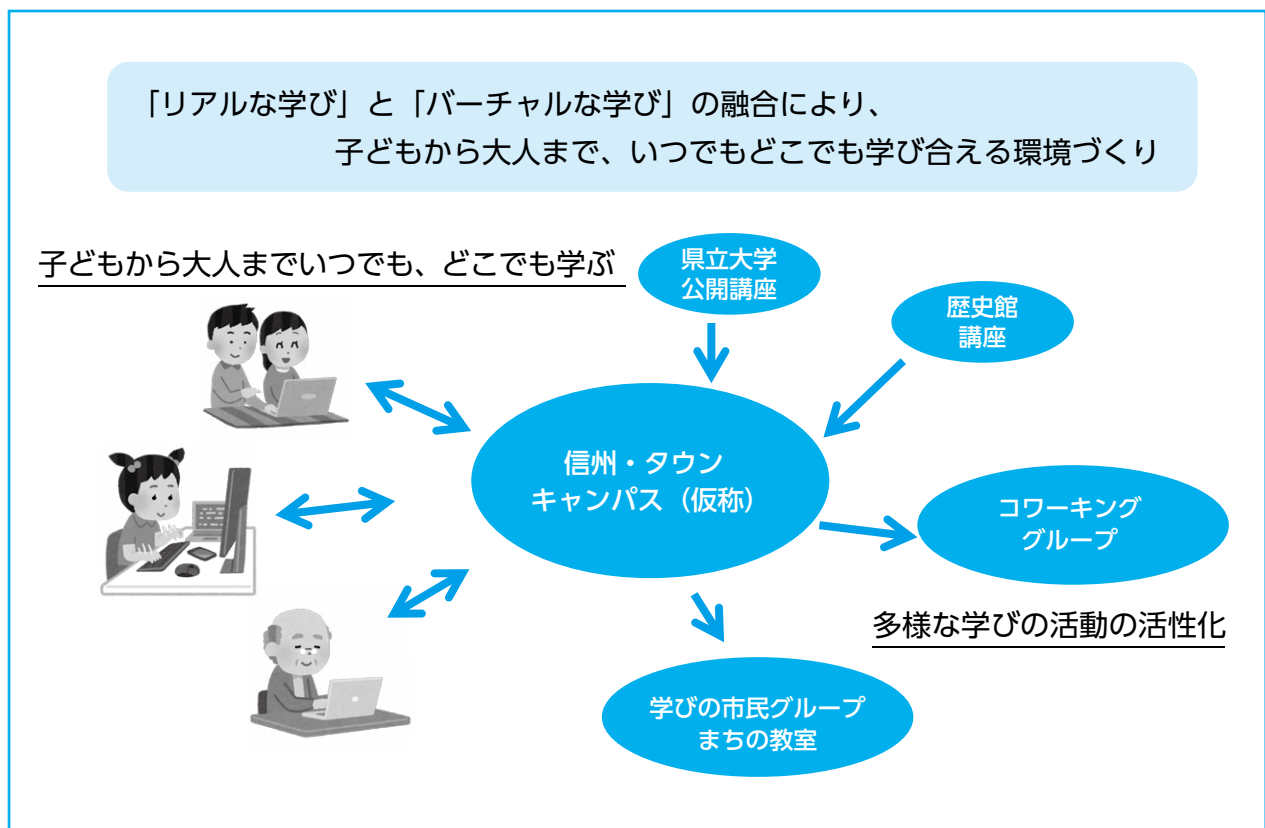 「リアルな学び」と「バーチャルな学び」の融合により、
子どもから大人まで、いつでもどこでも学び合える環境づくり
子どもから大人までいつでも、どこでも学ぶ
県立大学
公開講座
歴史館
講座
信州・タウン
キャンパス（仮称）
コワーキング
グループ
多様な学びの活動の活性化
学びの市民グループ
まちの教室